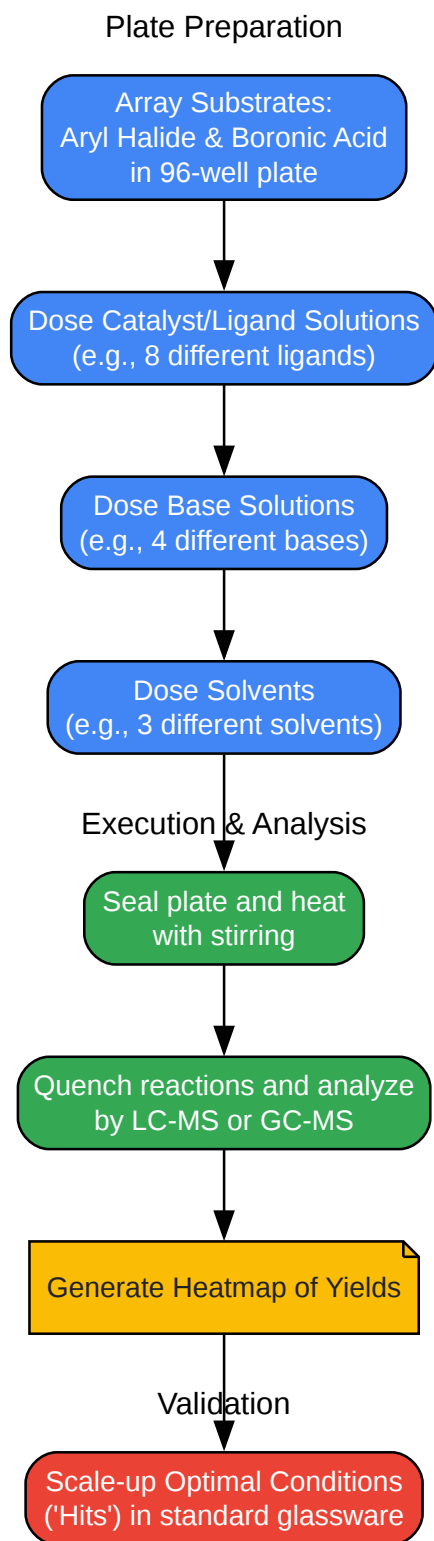 Plate Preparation
Array Substrates:
Aryl Halide & Boronic Acid
in 96-well plate
Dose Catalyst/Ligand Solutions
(e.g., 8 different ligands)
Dose Base Solutions
(e.g., 4 different bases)
Dose Solvents
(e.g., 3 different solvents)
Execution & Analysis
Seal plate and heat
with stirring
Quench reactions and analyze
by LC-MS or GC-MS
Generate Heatmap of Yields
Validation
Scale-up Optimal Conditions
('Hits') in standard glassware